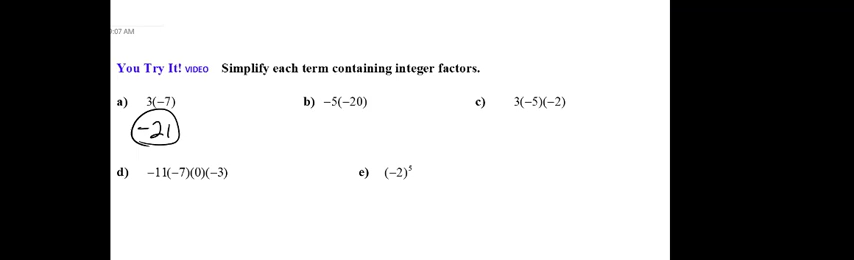 :07 AM
You Try It! VIDEO Simplify each term containing integer factors.
a) 3(−7) b) −5(−20) c) 3(−5)(−2)
−21
d) −11(−7)(0)(−3) e) (−2)⁵